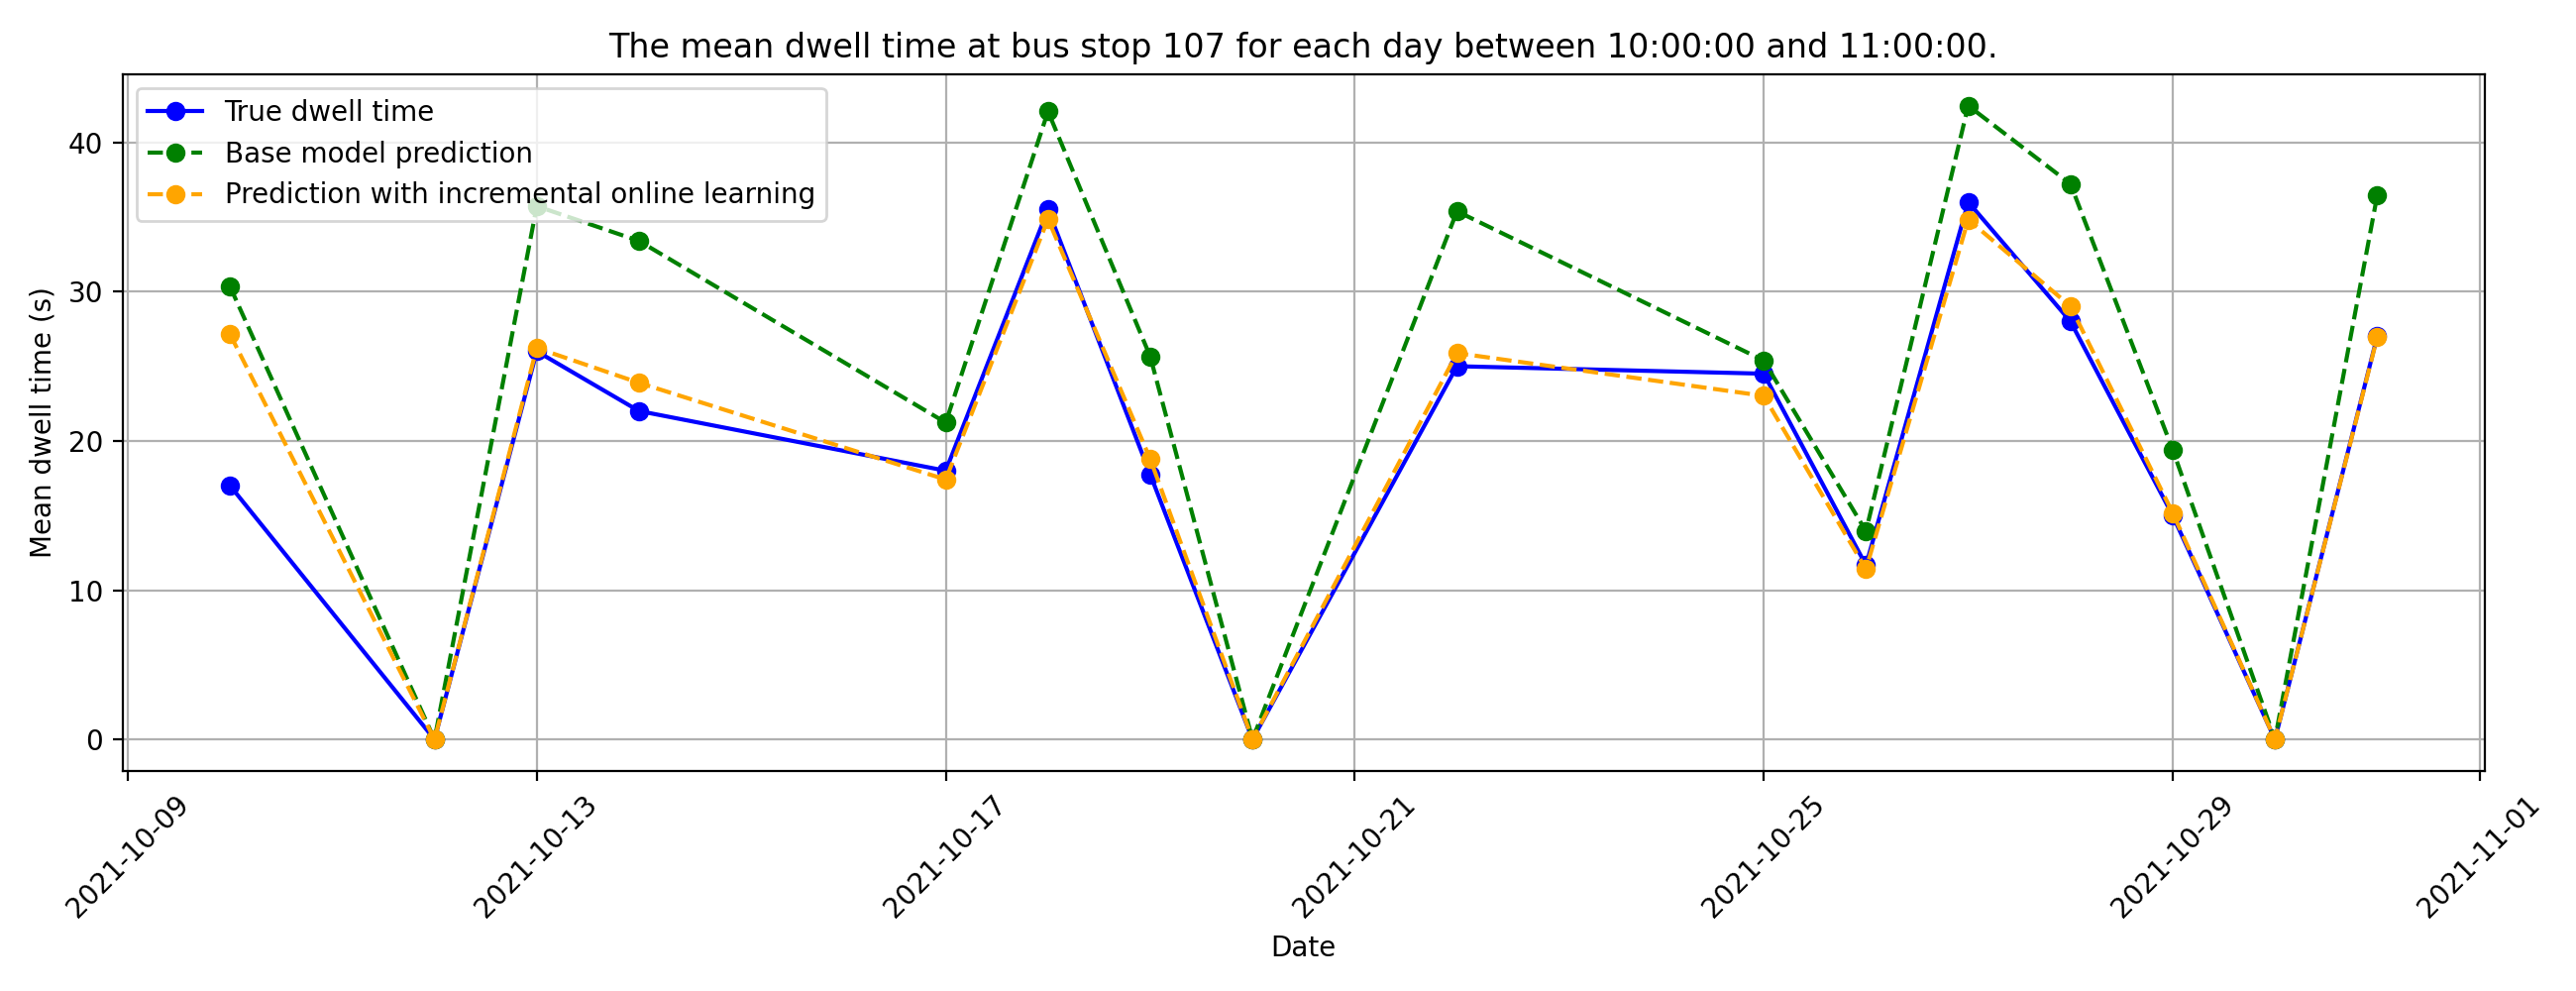 The mean dwell time at bus stop 107 for each day between 10:00:00 and 11:00:00.
True dwell time
Base model prediction
Prediction with incremental online learning
Mean dwell time (s)
40
30
20
10
0
2021-10-09
2021-10-13
2021-10-17
2021-10-21
2021-10-25
2021-10-29
2021-11-01
Date